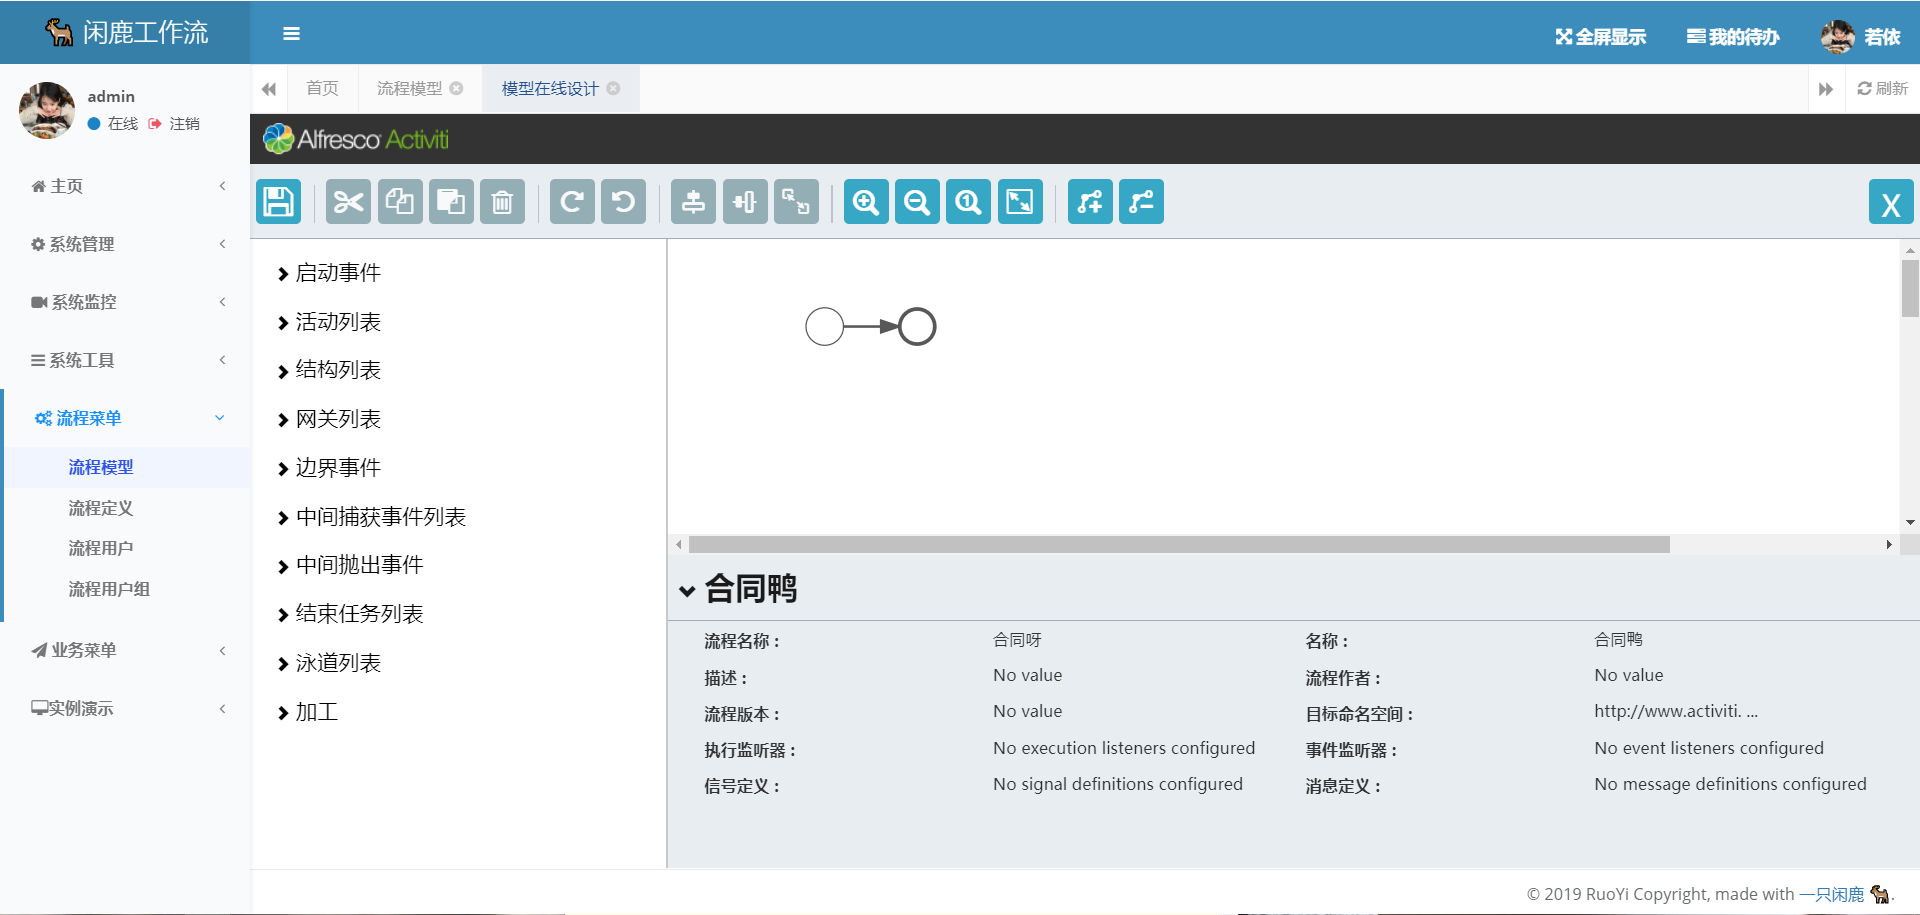 闲鹿工作流
全屏显示
我的待办
若依
admin
在线 注销
首页
流程模型
模型在线设计
刷新
Alfresco Activiti
主页
系统管理
系统监控
系统工具
流程菜单
流程模型
流程定义
流程用户
流程用户组
业务菜单
实例演示
1
X
启动事件
活动列表
结构列表
网关列表
边界事件
中间捕获事件列表
中间抛出事件
结束任务列表
泳道列表
加工
合同鸭
流程名称： 合同呀 名称： 合同鸭
描述： No value 流程作者： No value
流程版本： No value 目标命名空间： http://www.activiti. ...
执行监听器： No execution listeners configured 事件监听器： No event listeners configured
信号定义： No signal definitions configured 消息定义： No message definitions configured
© 2019 RuoYi Copyright, made with 一只闲鹿 .